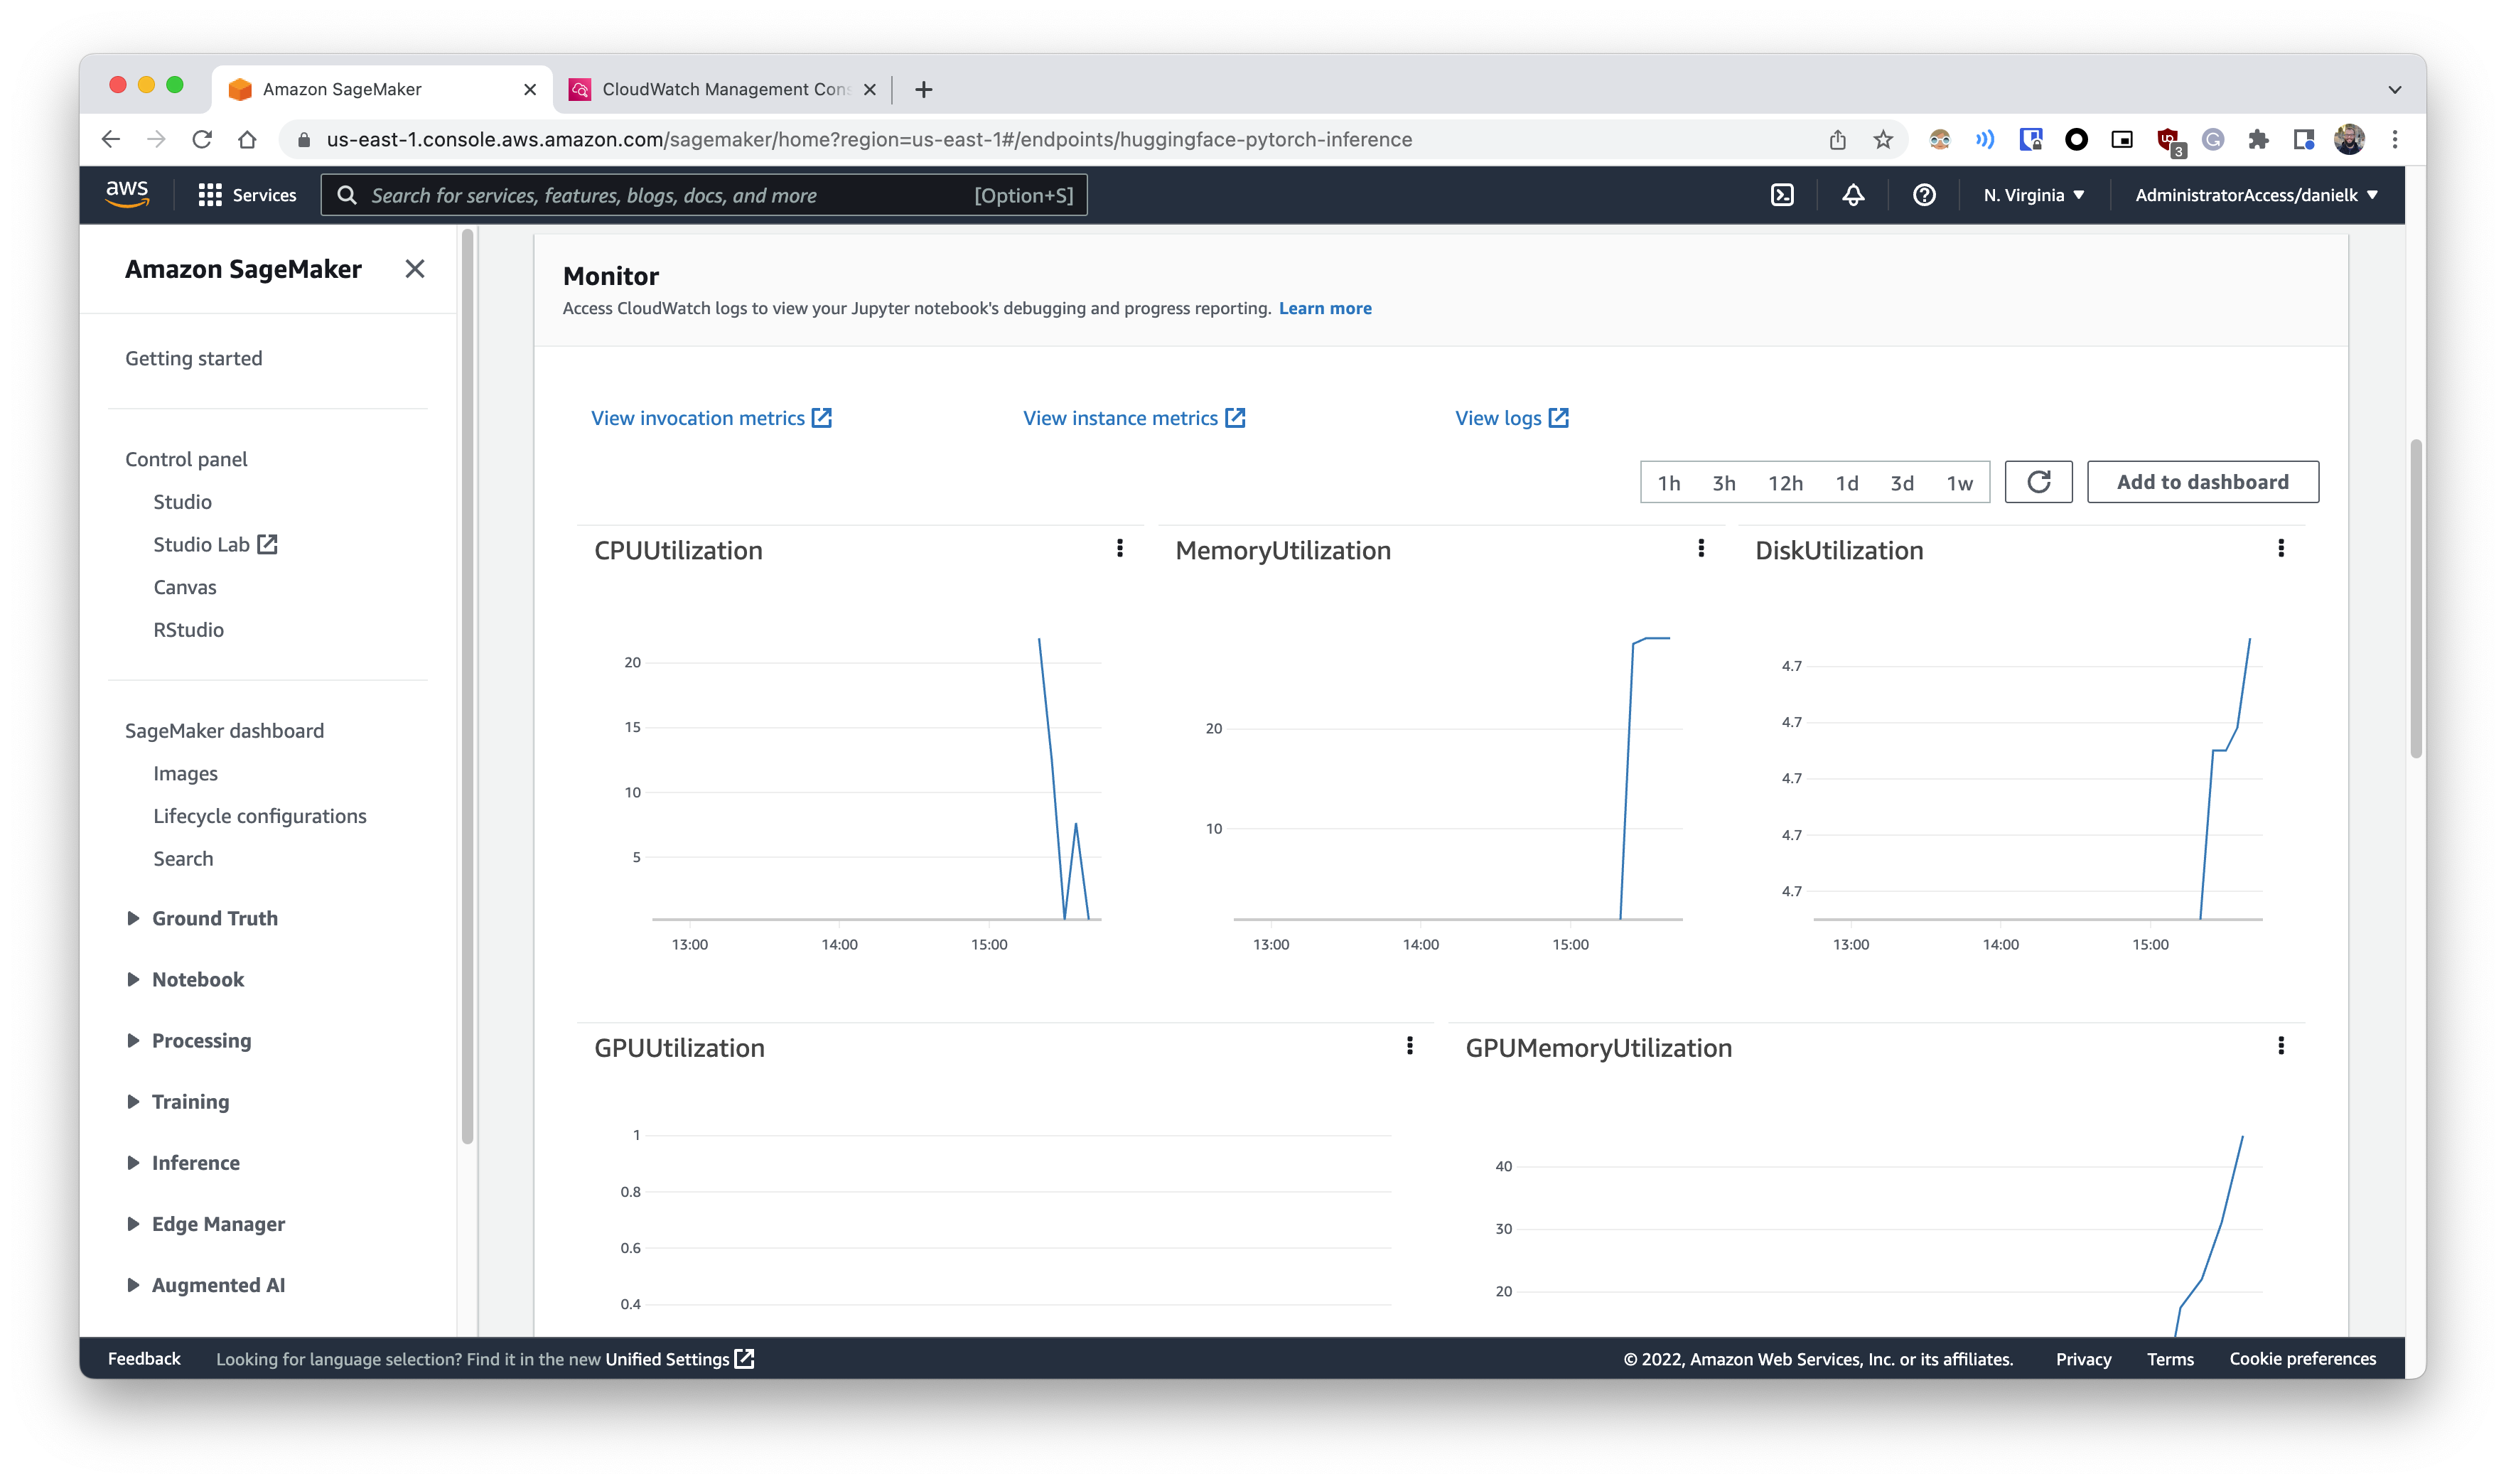 Amazon SageMaker
CloudWatch Management Con
us-east-1.console.aws.amazon.com/sagemaker/home?region=us-east-1#/endpoints/huggingface-pytorch-inference
3
aws
Services
Search for services, features, blogs, docs, and more
[Option+S]
N. Virginia
AdministratorAccess/danielk
Amazon SageMaker
Getting started
Control panel
Studio
Studio Lab
Canvas
RStudio
SageMaker dashboard
Images
Lifecycle configurations
Search
Ground Truth
Notebook
Processing
Training
Inference
Edge Manager
Augmented AI
Monitor
Access CloudWatch logs to view your Jupyter notebook's debugging and progress reporting. Learn more
View invocation metrics
View instance metrics
View logs
1h 3h 12h 1d 3d 1w
Add to dashboard
CPUUtilization
20
15
10
5
13:00 14:00 15:00
MemoryUtilization
20
10
13:00 14:00 15:00
DiskUtilization
4.7
4.7
4.7
4.7
4.7
13:00 14:00 15:00
GPUUtilization
1
0.8
0.6
0.4
GPUMemoryUtilization
40
30
20
Feedback
Looking for language selection? Find it in the new Unified Settings
© 2022, Amazon Web Services, Inc. or its affiliates.
Privacy
Terms
Cookie preferences